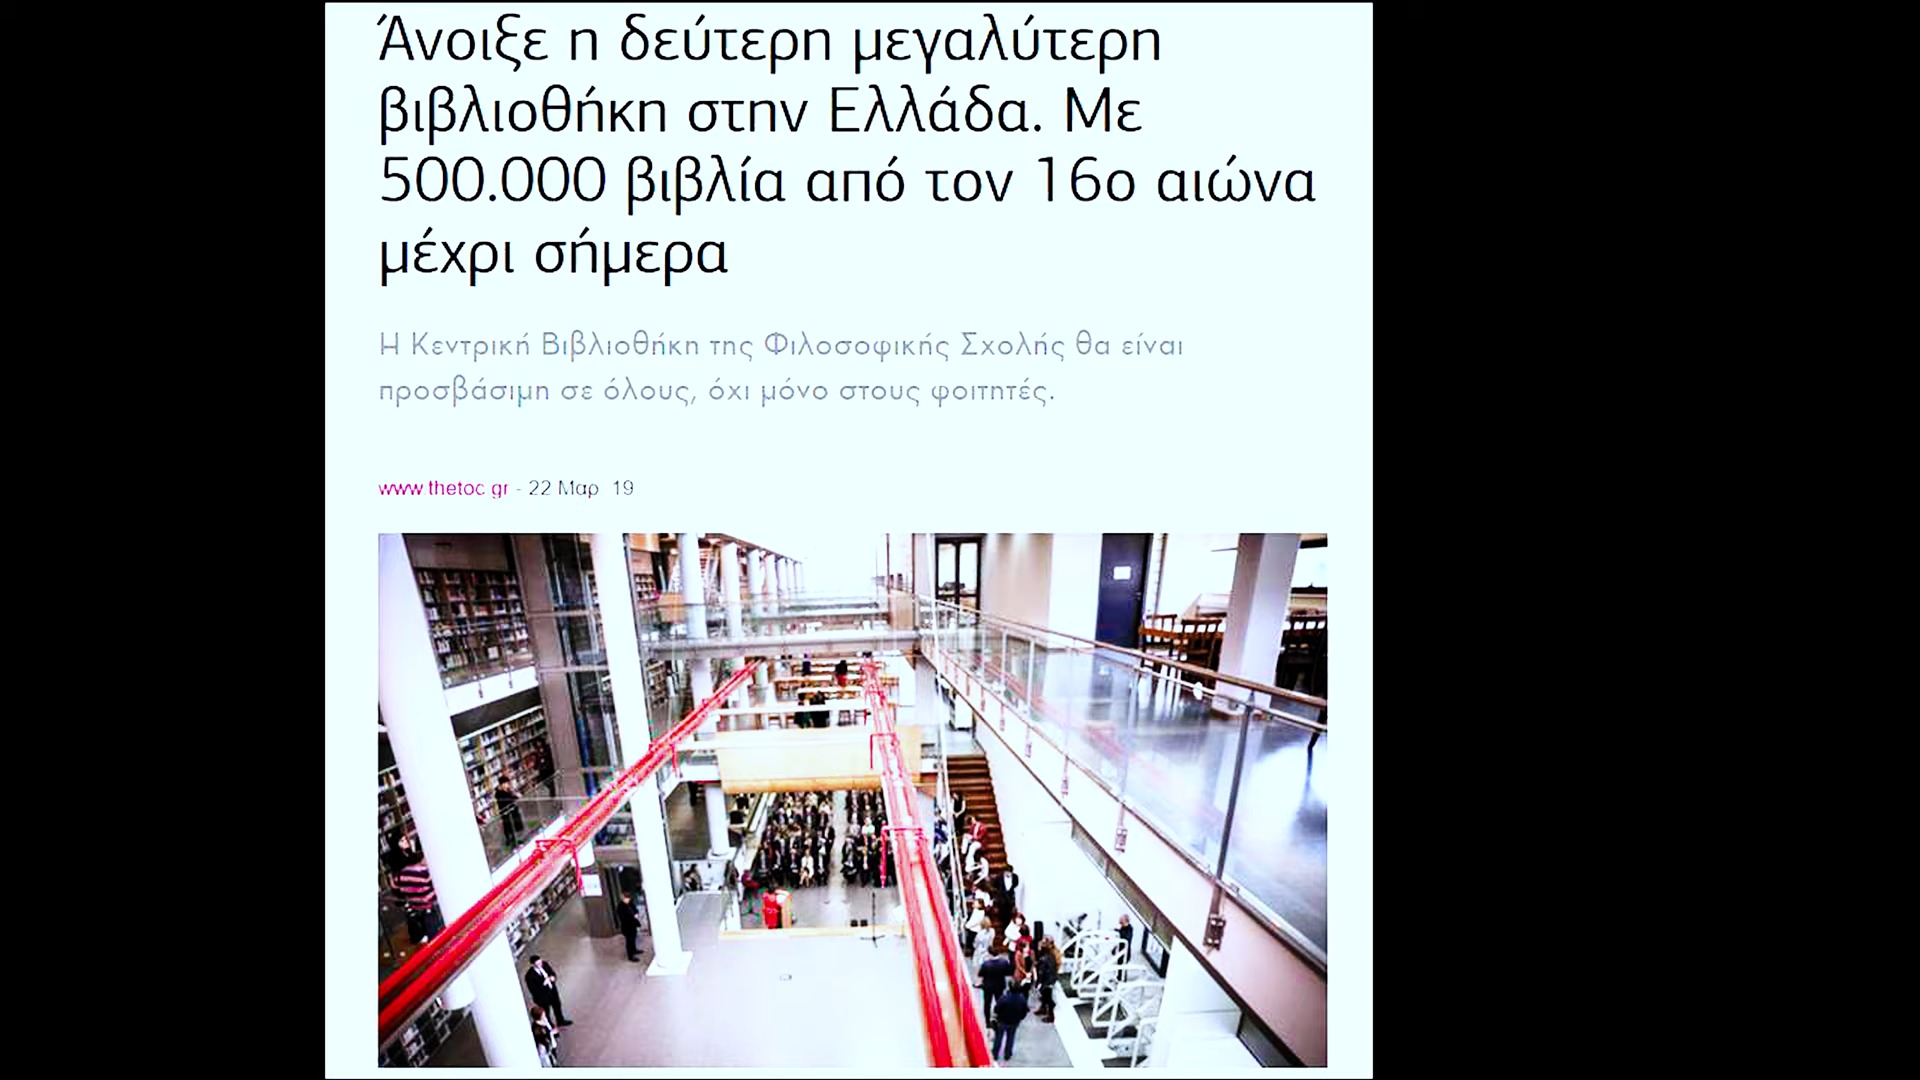 Άνοιξε η δεύτερη μεγαλύτερη
βιβλιοθήκη στην Ελλάδα. Με
500.000 βιβλία από τον 16ο αιώνα
μέχρι σήμερα
Η Κεντρική Βιβλιοθήκη της Φιλοσοφικής Σχολής θα είναι
προσβάσιμη σε όλους, όχι μόνο στους φοιτητές.
www.thetoc.gr - 22 Μαρ 19